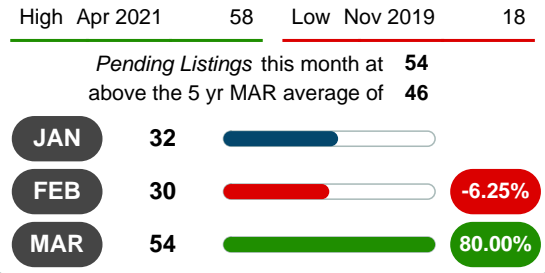 High Apr 2021 58 Low Nov 2019 18
Pending Listings this month at 54
above the 5 yr MAR average of 46
JAN 32
FEB 30 -6.25%
MAR 54 80.00%